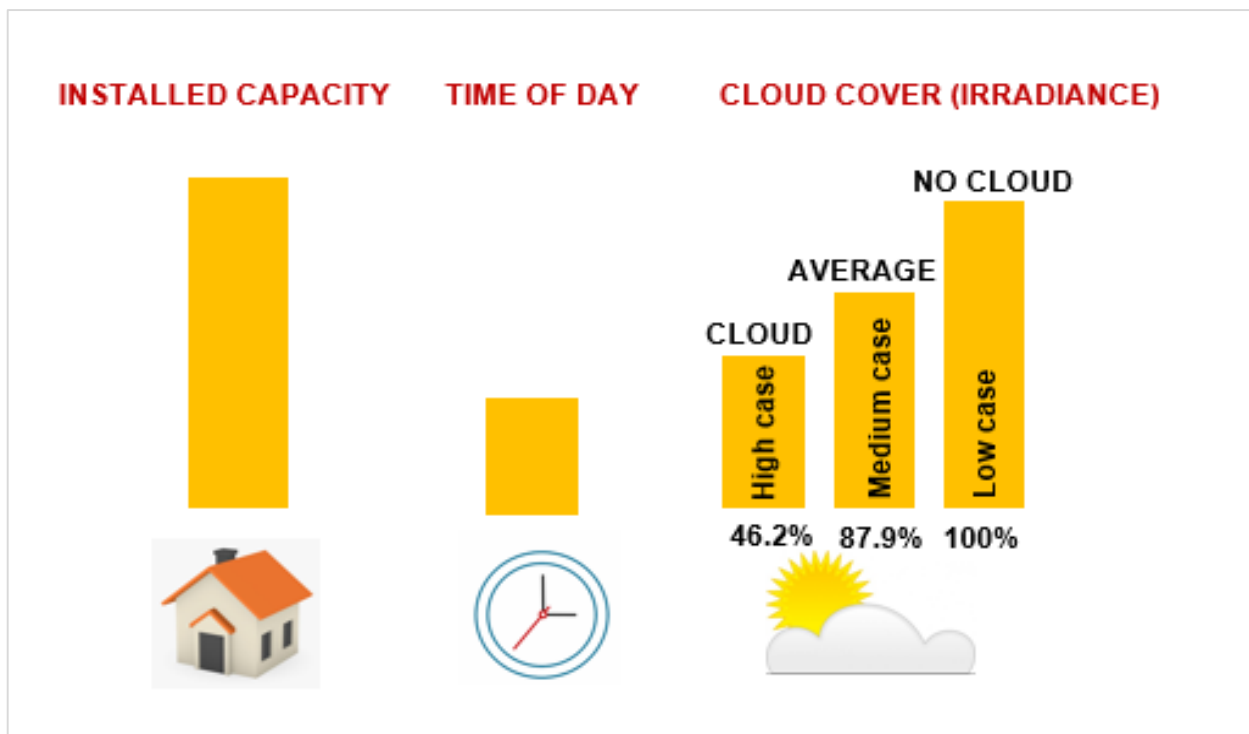 INSTALLED CAPACITY
TIME OF DAY
CLOUD COVER (IRRADIANCE)
NO CLOUD
AVERAGE
CLOUD
High case
Medium case
Low case
46.2%
87.9%
100%